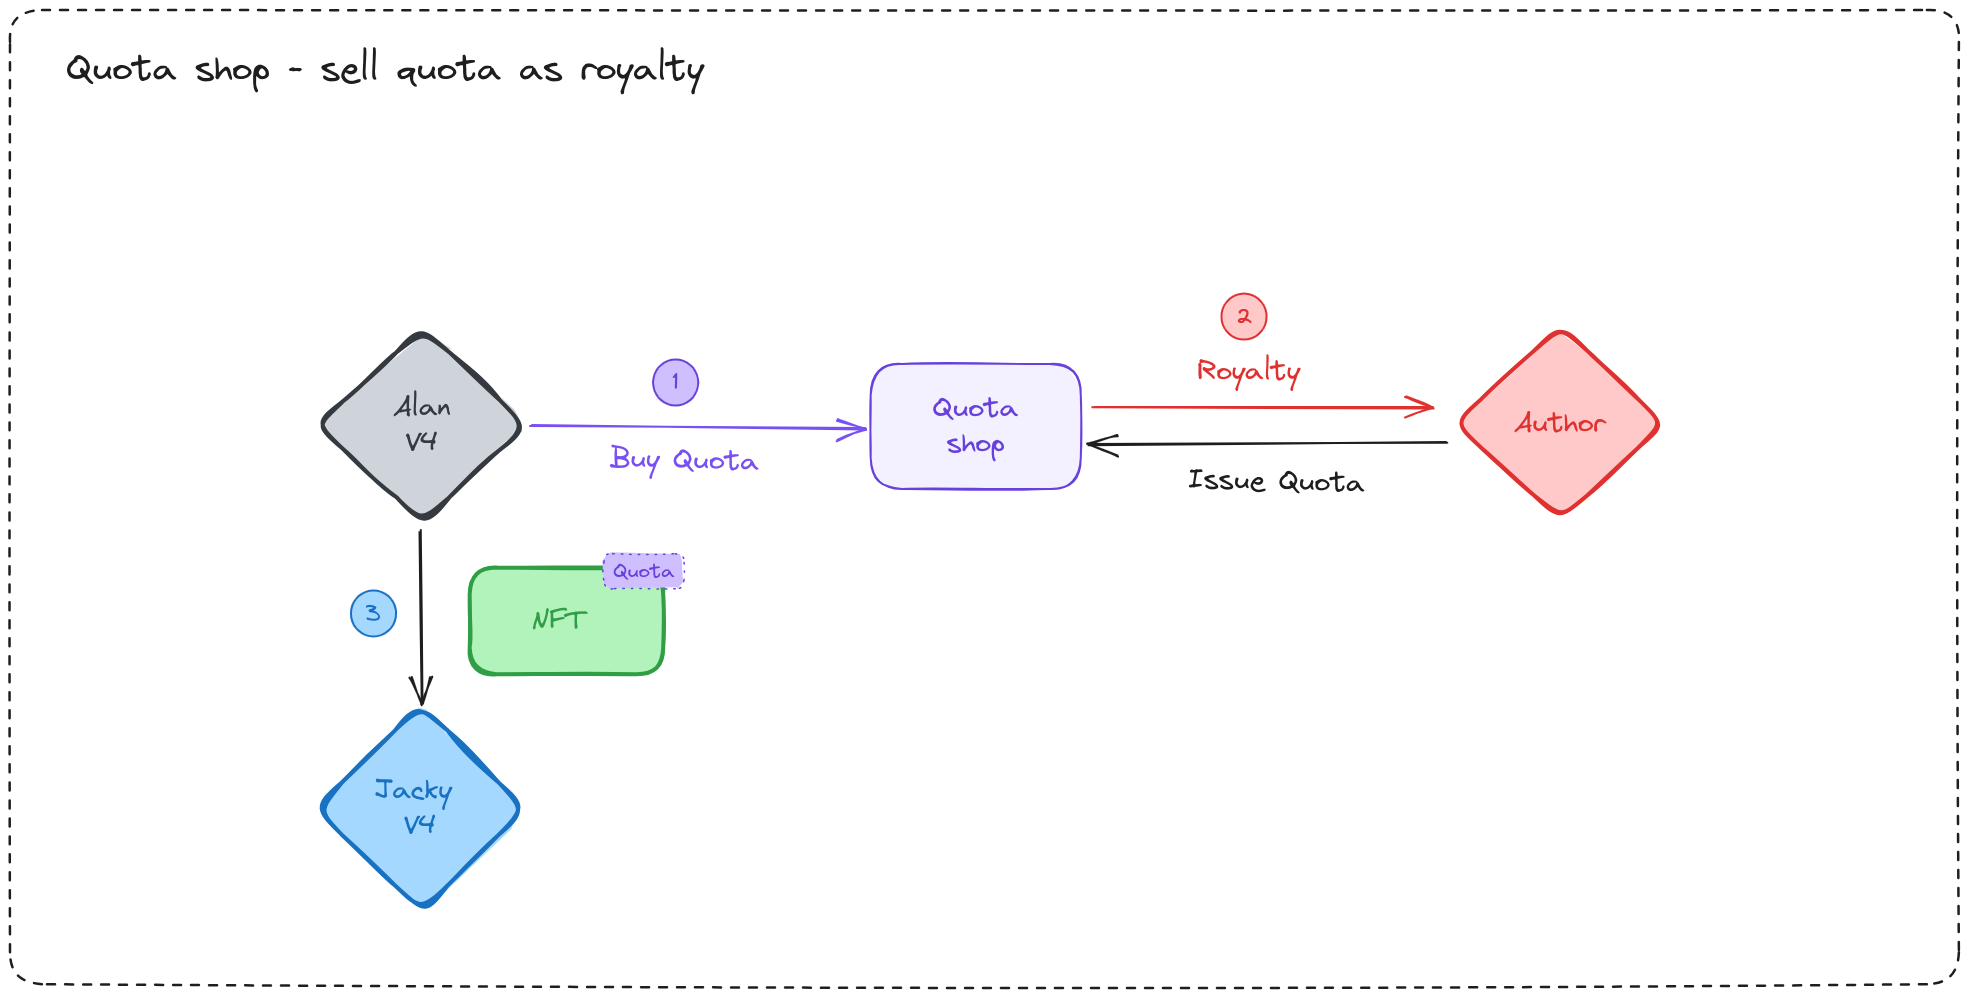 Quota shop - sell quota as royalty
2
Royalty
1
Alan
V4
Buy Quota
Quota
shop
Author
Issue Quota
Quota
3
NFT
Jacky
V4